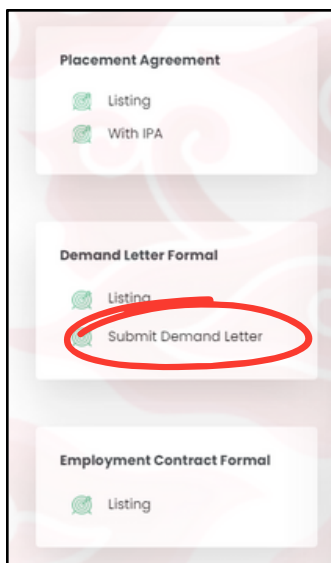 Placement Agreement
Listing
With IPA
Demand Letter Formal
Listing
Submit Demand Letter
Employment Contract Formal
Listing